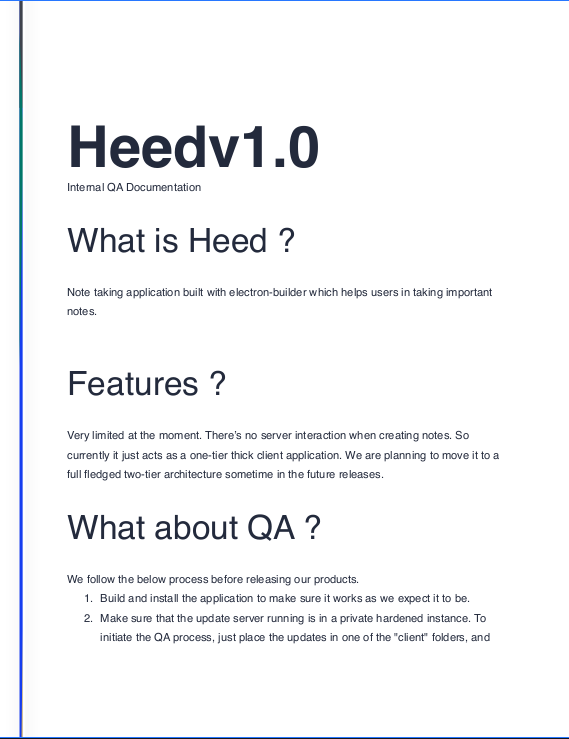 Heedv1.0
Internal QA Documentation
What is Heed ?
Note taking application built with electron-builder which helps users in taking important
notes.
Features ?
Very limited at the moment. There's no server interaction when creating notes. So
currently it just acts as a one-tier thick client application. We are planning to move it to a
full fledged two-tier architecture sometime in the future releases.
What about QA ?
We follow the below process before releasing our products.
1. Build and install the application to make sure it works as we expect it to be.
2. Make sure that the update server running is in a private hardened instance. To
initiate the QA process, just place the updates in one of the "client" folders, and